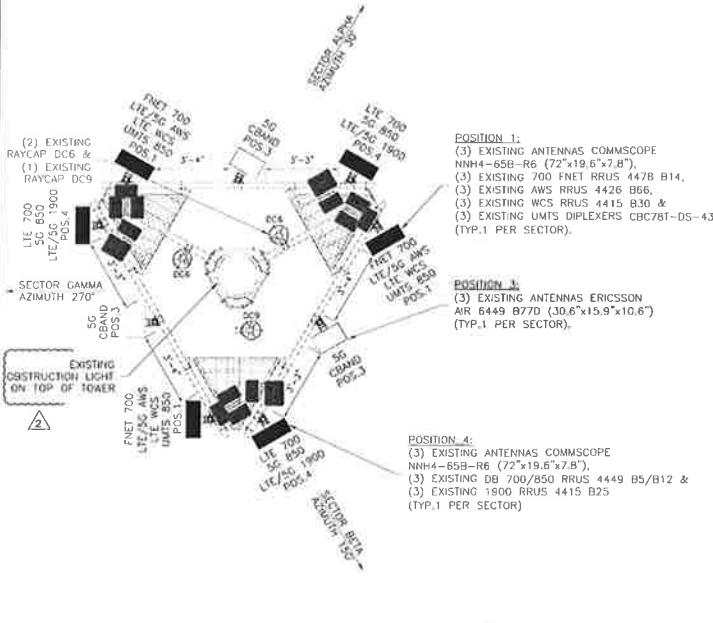 SECTOR ALPHA
AZIMUTH 30°
FNET 700
LTE/5G AWS
LTE WCS
UMTS 850
POS.1
5G
CBAND
POS.3
LTE 700
5G 850
LTE/5G 1900
POS.4
5'-4"
5'-3"
(2) EXISTING
RAYCAP DC6 &
(1) EXISTING
RAYCAP DC9
POSITION 1:
(3) EXISTING ANTENNAS COMMSCOPE
NNH4-65B-R6 (72"x19.6"x7.8"),
(3) EXISTING 700 FNET RRUS 4478 B14,
(3) EXISTING AWS RRUS 4426 B66,
(3) EXISTING WCS RRUS 4415 B30 &
(3) EXISTING UMTS DIPLEXERS CBC78T-DS-43
(TYP.1 PER SECTOR).
LTE 700
5G 850
LTE/5G 1900
POS.4
DC6
DC6
FNET 700
LTE/5G AWS
LTE WCS
UMTS 850
POS.1
SECTOR GAMMA
AZIMUTH 270°
5'-3"
5'-4"
POSITION 3:
(3) EXISTING ANTENNAS ERICSSON
AIR 6449 B77D (30.6"x15.9"x10.6")
(TYP.1 PER SECTOR).
5G
CBAND
POS.3
DC9
5G
CBAND
POS.3
EXISTING
OBSTRUCTION LIGHT
ON TOP OF TOWER
2
5'-4"
5'-3"
FNET 700
LTE/5G AWS
LTE WCS
UMTS 850
POS.1
LTE 700
5G 850
LTE/5G 1900
POS.4
POSITION 4:
(3) EXISTING ANTENNAS COMMSCOPE
NNH4-65B-R6 (72"x19.6"x7.8"),
(3) EXISTING DB 700/850 RRUS 4449 B5/B12 &
(3) EXISTING 1900 RRUS 4415 B25
(TYP.1 PER SECTOR)
SECTOR BETA
AZIMUTH 150°